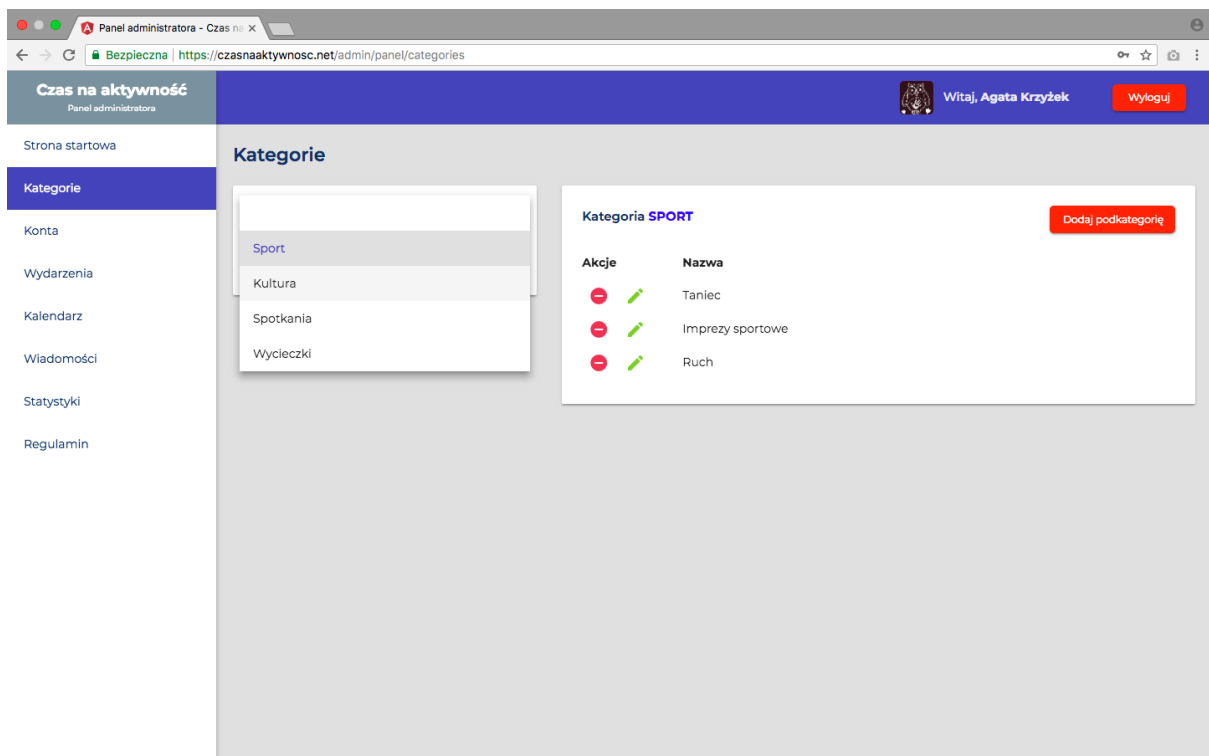 Panel administratora - Czas na
Bezpieczna | https://czasnaaktywnosc.net/admin/panel/categories
Czas na aktywność
Panel administratora
Witaj, Agata Krzyżek
Wyloguj
Strona startowa
Kategorie
Konta
Wydarzenia
Kalendarz
Wiadomości
Statystyki
Regulamin
Kategorie
Sport
Kultura
Spotkania
Wycieczki
Kategoria SPORT
Dodaj podkategorię
Akcje Nazwa
Taniec
Imprezy sportowe
Ruch